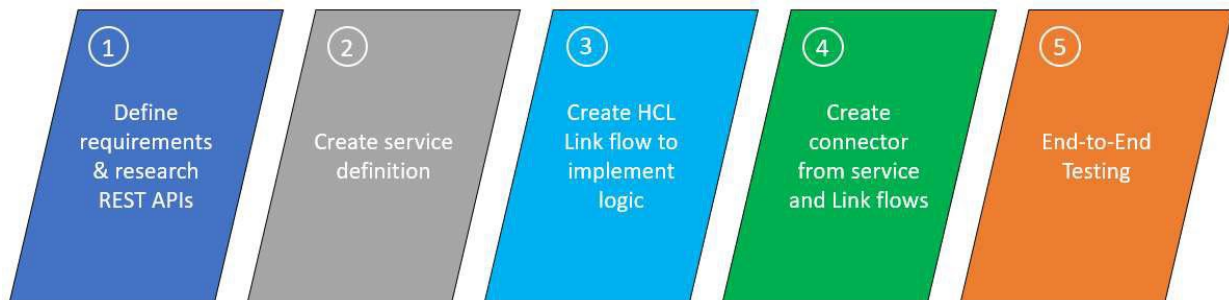 1
Define
requirements
& research
REST APIs
2
Create service
definition
3
Create HCL
Link flow to
implement
logic
4
Create
connector
from service
and Link flows
5
End-to-End
Testing